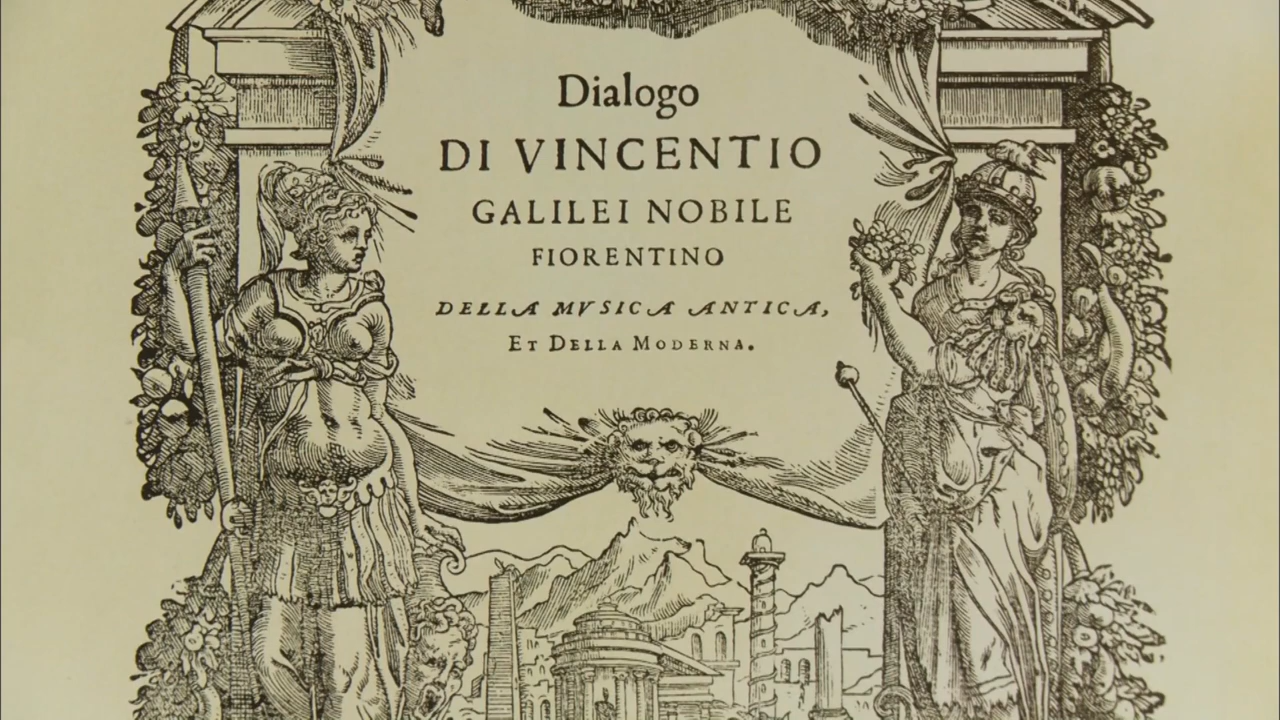 Dialogo
DI VINCENTIO
GALILEI NOBILE
FIORENTINO
DELLA MVSICA ANTICA,
ET DELLA MODERNA.